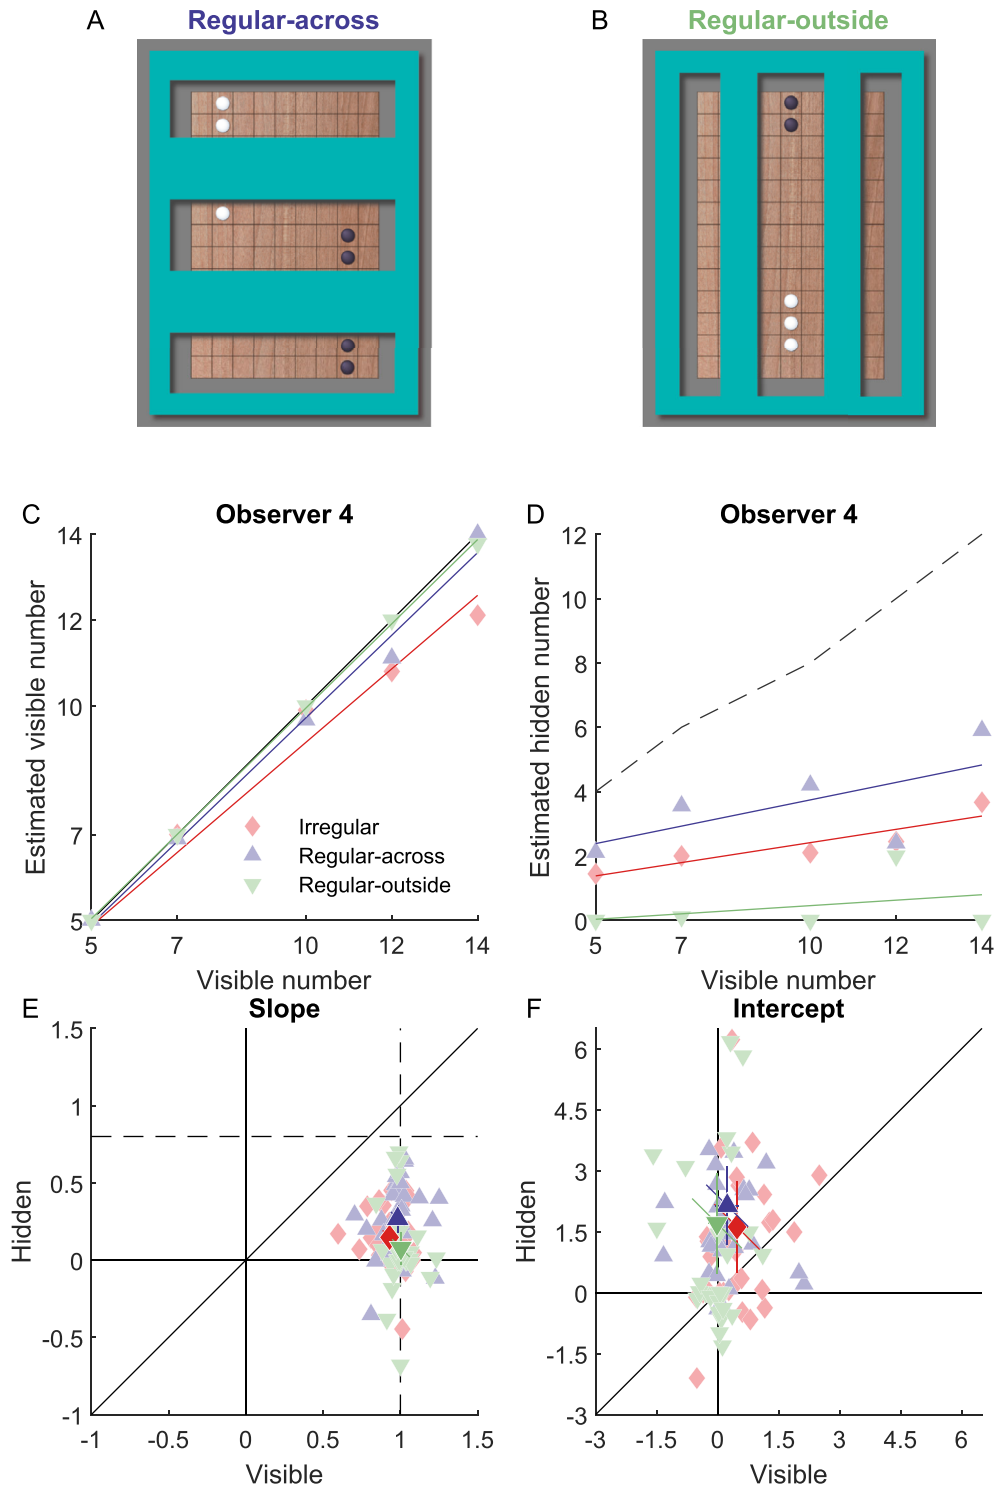 A Regular-across
B Regular-outside
C Observer 4
Estimated visible number
14
12
10
7
5
Irregular
Regular-across
Regular-outside
5 7 10 12 14
Visible number
D Observer 4
Estimated hidden number
12
10
8
6
4
2
0
5 7 10 12 14
Visible number
E Slope
Hidden
1.5
1
0.5
0
-0.5
-1
-1 -0.5 0 0.5 1 1.5
Visible
F Intercept
Hidden
6
4.5
3
1.5
0
-1.5
-3
-3 -1.5 0 1.5 3 4.5 6
Visible